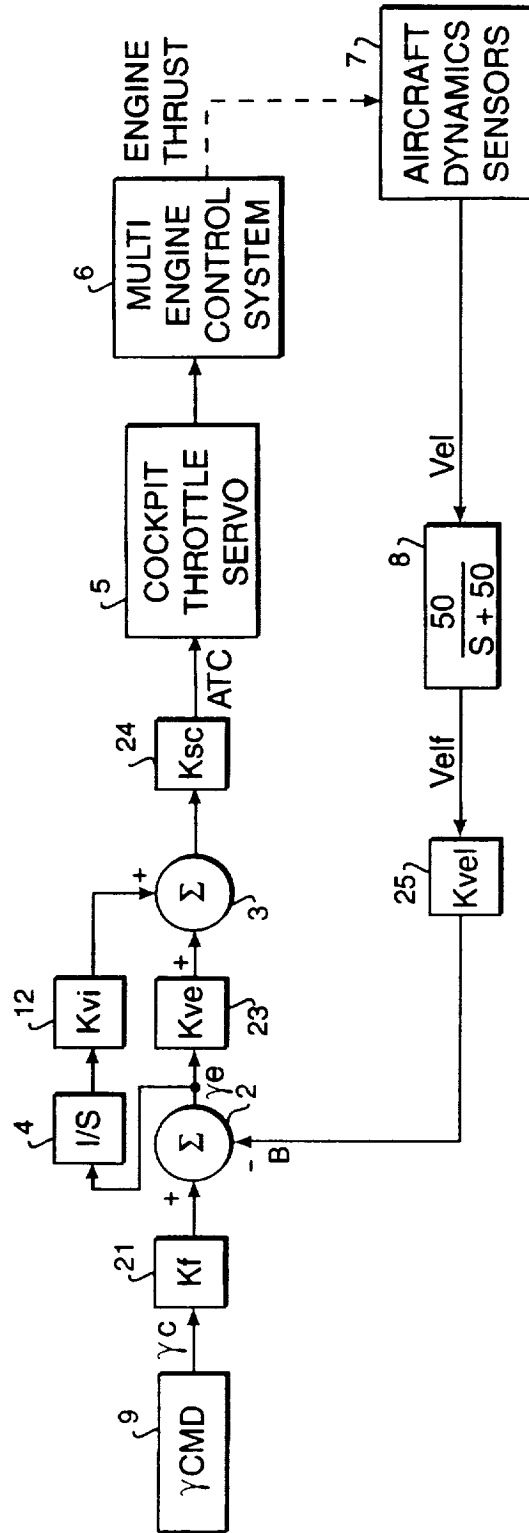 9
γCMD
γc
21
Kf
+
Σ
2
-
B
γe
4
I/S
12
Kvi
+
Kve
23
+
Σ
3
24
Ksc
ATC
5
COCKPIT
THROTTLE
SERVO
6
MULTI
ENGINE
CONTROL
SYSTEM
ENGINE
THRUST
7
AIRCRAFT
DYNAMICS
SENSORS
Vel
8
50
S + 50
Velf
25
Kvel